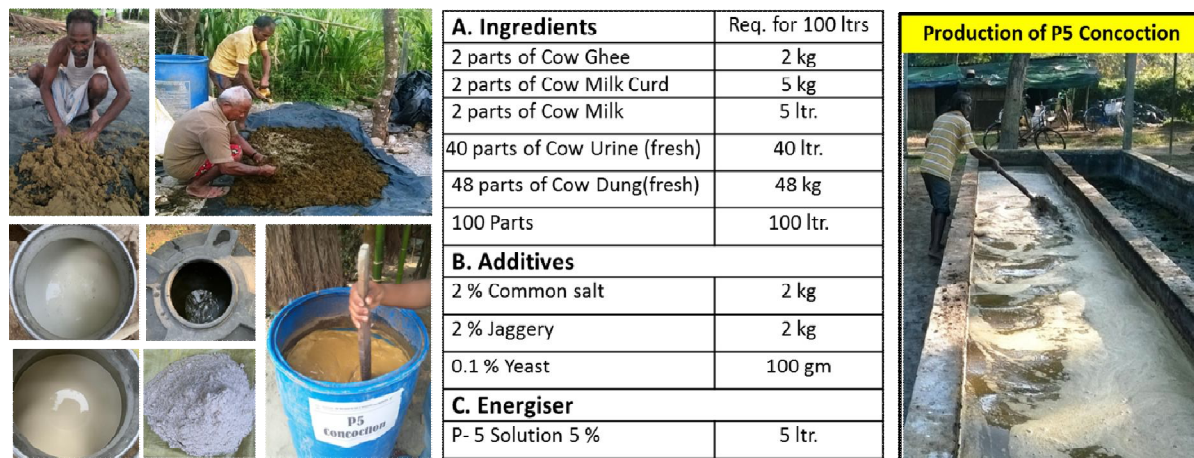 A. Ingredients Req. for 100 ltrs
2 parts of Cow Ghee 2 kg
2 parts of Cow Milk Curd 5 kg
2 parts of Cow Milk 5 ltr.
40 parts of Cow Urine (fresh) 40 ltr.
48 parts of Cow Dung(fresh) 48 kg
100 Parts 100 ltr.
B. Additives
2 % Common salt 2 kg
2 % Jaggery 2 kg
0.1 % Yeast 100 gm
C. Energiser
P- 5 Solution 5 % 5 ltr.
Production of P5 Concoction
P5
Concoction